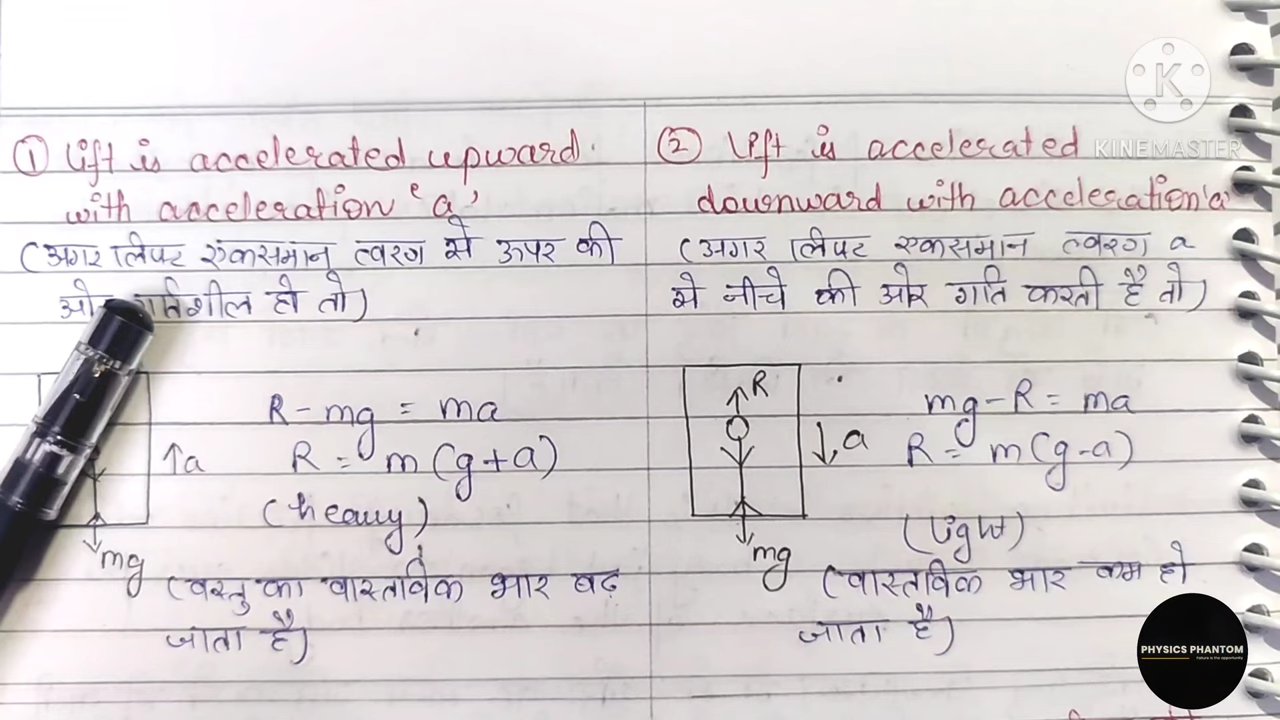 ① Lift is accelerated upward
with acceleration 'a'
(अगर लिफ्ट एकसमान त्वरण से ऊपर की
हो तो)
↑a
R - mg = ma
R = m(g+a)
(heavy)
mg
(वस्तु का वास्तविक भार बढ़
जाता है)
② Lift is accelerated
downward with acceleration 'a'
(अगर लिफ्ट एकसमान त्वरण a
से नीचे की ओर गति करती है तो)
R
↓a
mg - R = ma
R = m(g-a)
(Light)
mg
(वास्तविक भार कम हो
जाता है)
K
KINEMASTER
PHYSICS PHANTOM